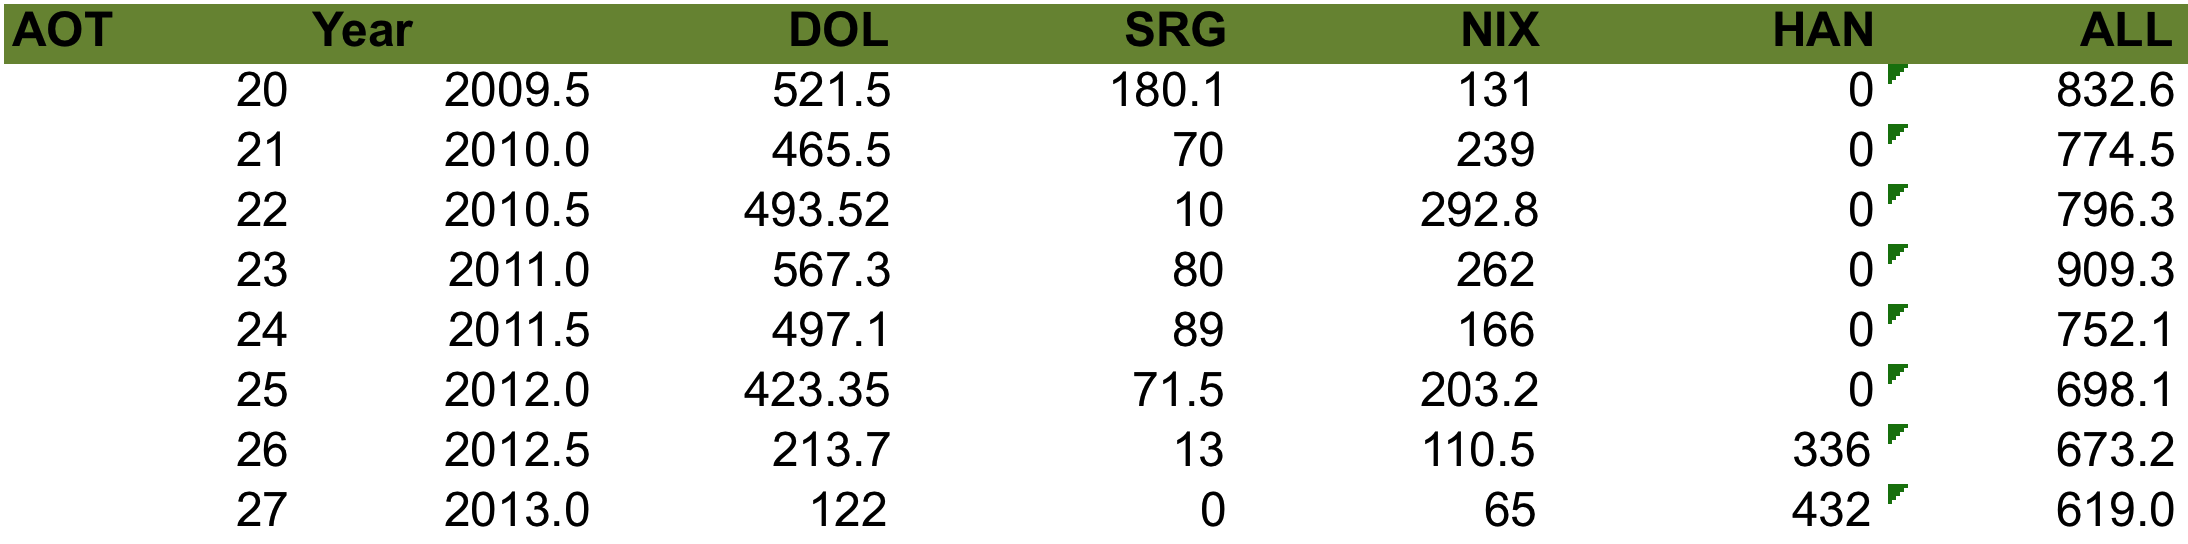 AOT Year DOL SRG NIX HAN ALL
20 2009.5 521.5 180.1 131 0 832.6
21 2010.0 465.5 70 239 0 774.5
22 2010.5 493.52 10 292.8 0 796.3
23 2011.0 567.3 80 262 0 909.3
24 2011.5 497.1 89 166 0 752.1
25 2012.0 423.35 71.5 203.2 0 698.1
26 2012.5 213.7 13 110.5 336 673.2
27 2013.0 122 0 65 432 619.0